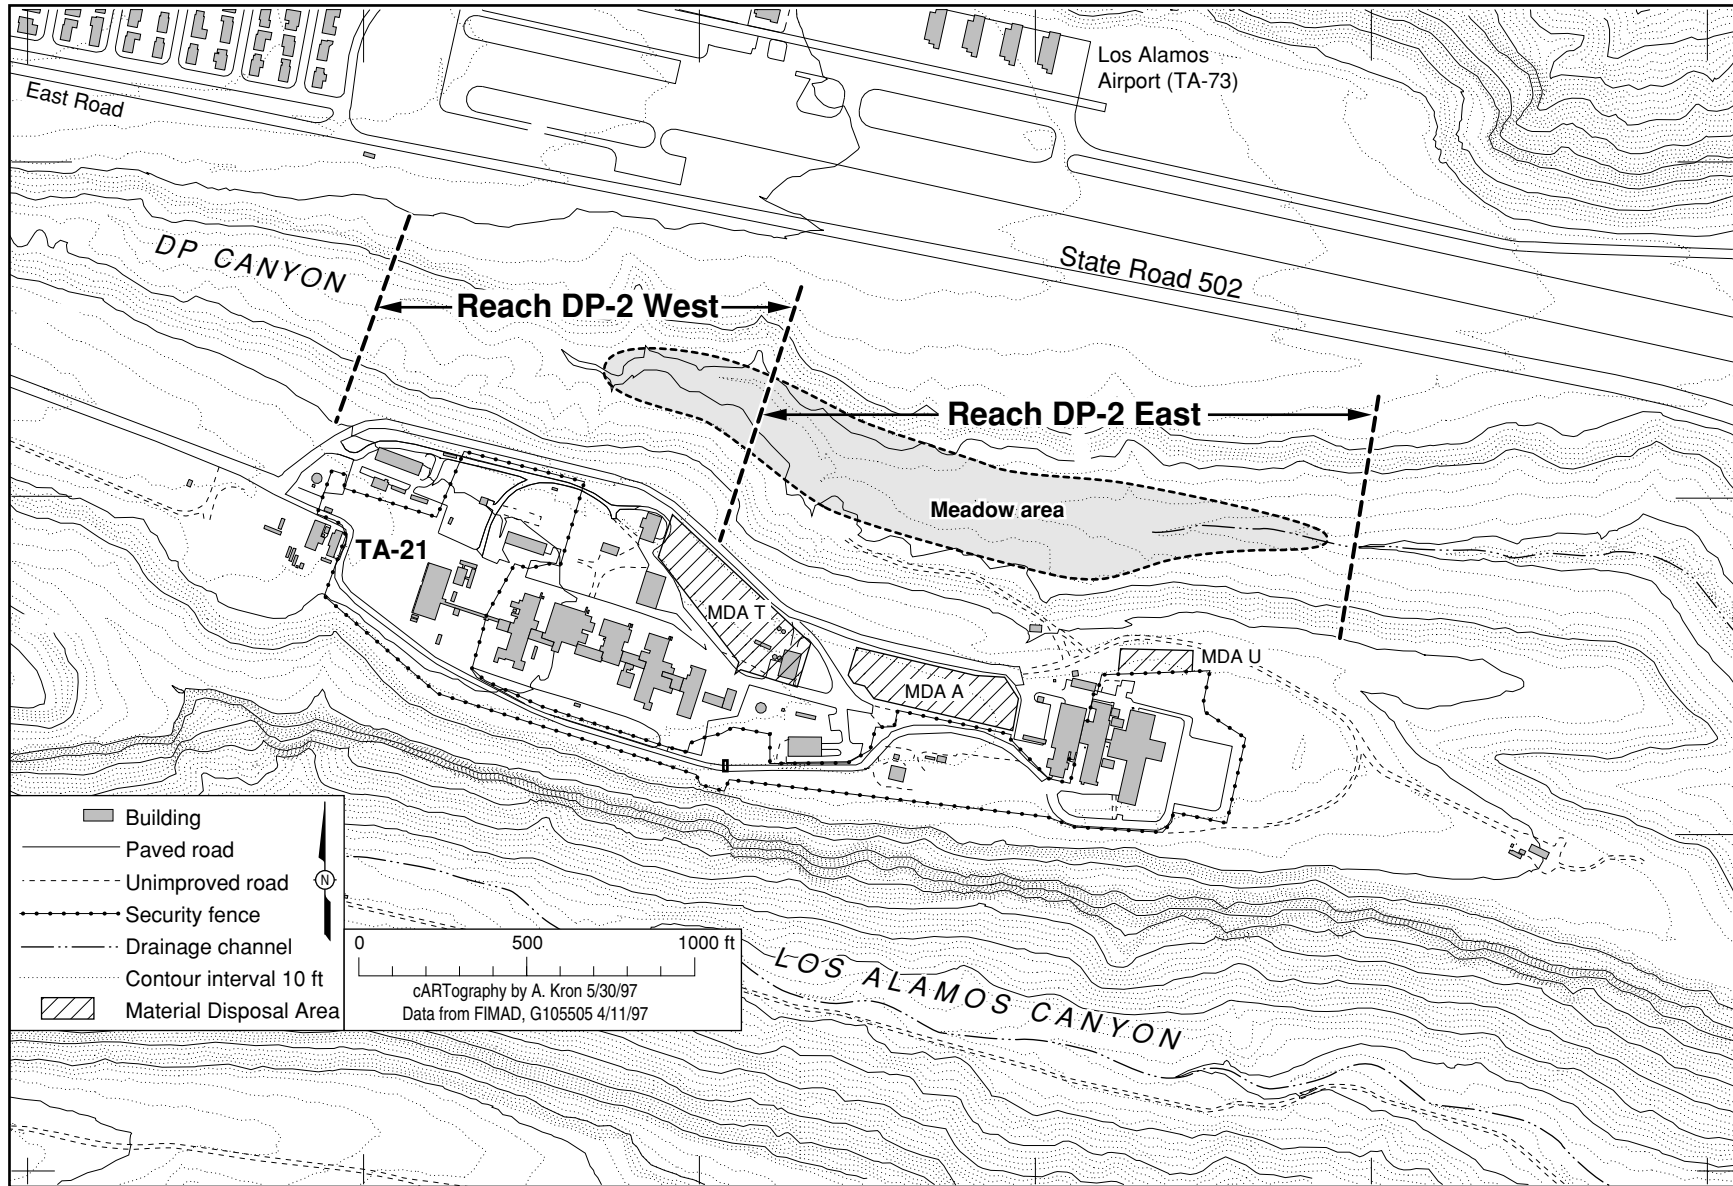 Los Alamos
Airport (TA-73)
East Road
DP CANYON
State Road 502
Reach DP-2 West
Reach DP-2 East
Meadow area
TA-21
MDA T
MDA A
MDA U
Building
Paved road
Unimproved road
Security fence
Drainage channel
Contour interval 10 ft
Material Disposal Area
N
0 500 1000 ft
cARTography by A. Kron 5/30/97
Data from FIMAD, G105505 4/11/97
LOS ALAMOS CANYON